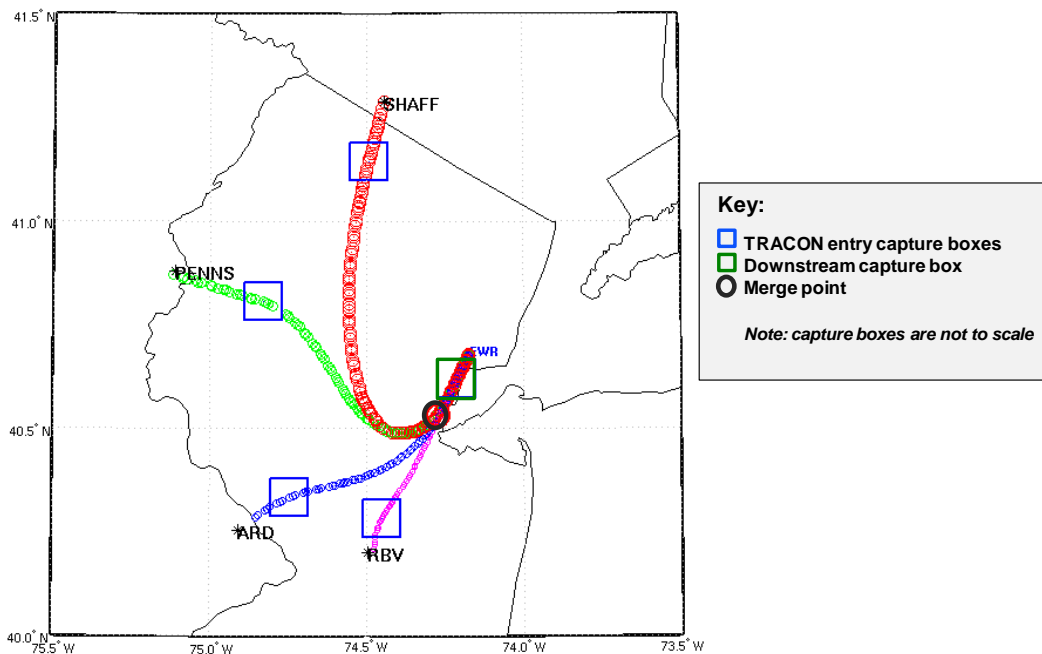 41.5° N
SHAFF
41.0° N
PENNS
EWR
40.5° N
ARD
RBV
40.0° N
75.5° W
75.0° W
74.5° W
74.0° W
73.5° W
Key:
TRACON entry capture boxes
Downstream capture box
Merge point
Note: capture boxes are not to scale